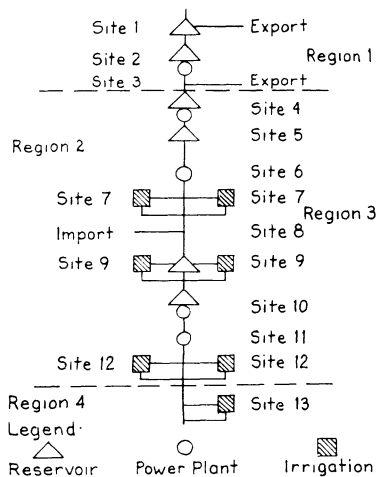 Site 1 Export
Site 2 Region 1
Site 3 Export
Site 4
Site 5
Region 2
Site 6
Site 7 Site 7
Region 3
Import Site 8
Site 9 Site 9
Site 10
Site 11
Site 12 Site 12
Region 4 Site 13
Legend:
Reservoir Power Plant Irrigation